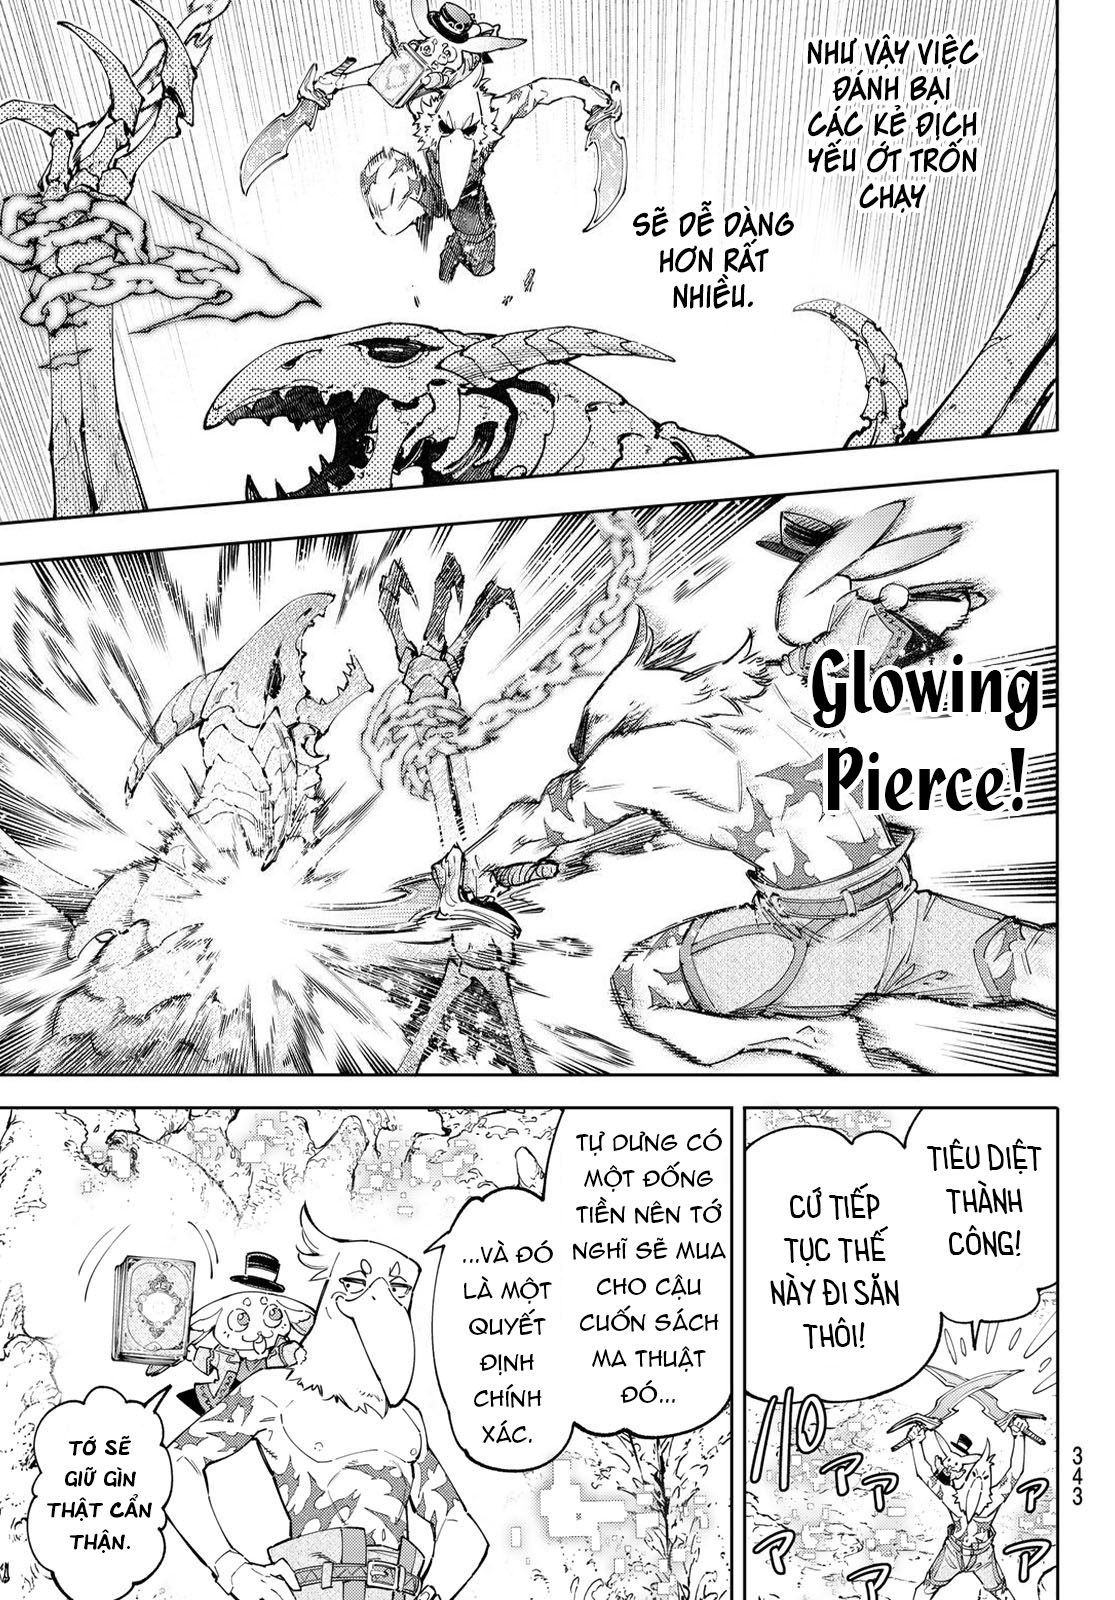 NHƯ VẬY VIỆC
ĐÁNH BẠI
CÁC KẺ ĐỊCH
YẾU ỚT TRỐN
CHẠY
SẼ DỄ DÀNG
HƠN RẤT
NHIỀU.
Glowing
Pierce!
TIÊU DIỆT
THÀNH
CÔNG!
CỨ TIẾP
TỤC THẾ
NÀY ĐI SĂN
THÔI!
TỰ DƯNG CÓ
MỘT ĐỐNG
TIỀN NÊN TỚ
NGHĨ SẼ MUA
CHO CẬU
CUỐN SÁCH
MA THUẬT
ĐÓ...
...VÀ ĐÓ
LÀ MỘT
QUYẾT
ĐỊNH
CHÍNH
XÁC.
TỚ SẼ
GIỮ GÌN
THẬT CẨN
THẬN.
343